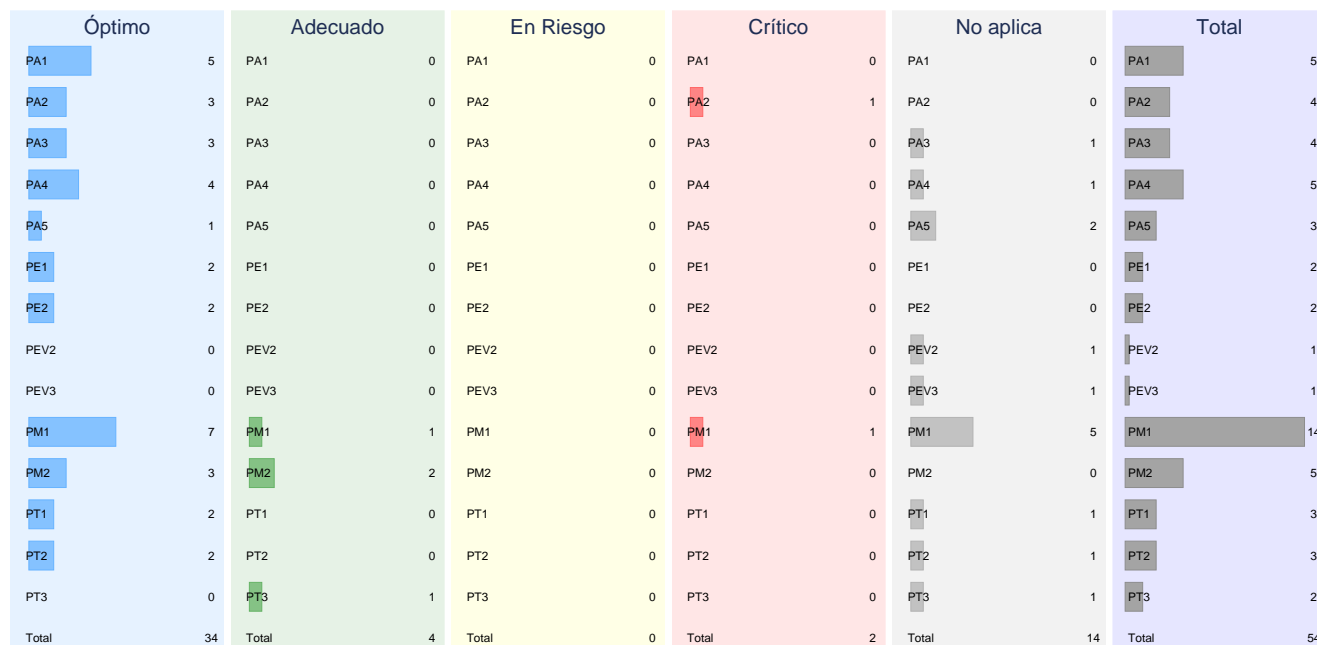 Óptimo Adecuado En Riesgo Crítico No aplica Total
PA1 5 PA1 0 PA1 0 PA1 0 PA1 0 PA1 5
PA2 3 PA2 0 PA2 0 PA2 1 PA2 0 PA2 4
PA3 3 PA3 0 PA3 0 PA3 0 PA3 1 PA3 4
PA4 4 PA4 0 PA4 0 PA4 0 PA4 1 PA4 5
PA5 1 PA5 0 PA5 0 PA5 0 PA5 2 PA5 3
PE1 2 PE1 0 PE1 0 PE1 0 PE1 0 PE1 2
PE2 2 PE2 0 PE2 0 PE2 0 PE2 0 PE2 2
PEV2 0 PEV2 0 PEV2 0 PEV2 0 PEV2 1 PEV2 1
PEV3 0 PEV3 0 PEV3 0 PEV3 0 PEV3 1 PEV3 1
PM1 7 PM1 1 PM1 0 PM1 1 PM1 5 PM1 14
PM2 3 PM2 2 PM2 0 PM2 0 PM2 0 PM2 5
PT1 2 PT1 0 PT1 0 PT1 0 PT1 1 PT1 3
PT2 2 PT2 0 PT2 0 PT2 0 PT2 1 PT2 3
PT3 0 PT3 1 PT3 0 PT3 0 PT3 1 PT3 2
Total 34 Total 4 Total 0 Total 2 Total 14 Total 54